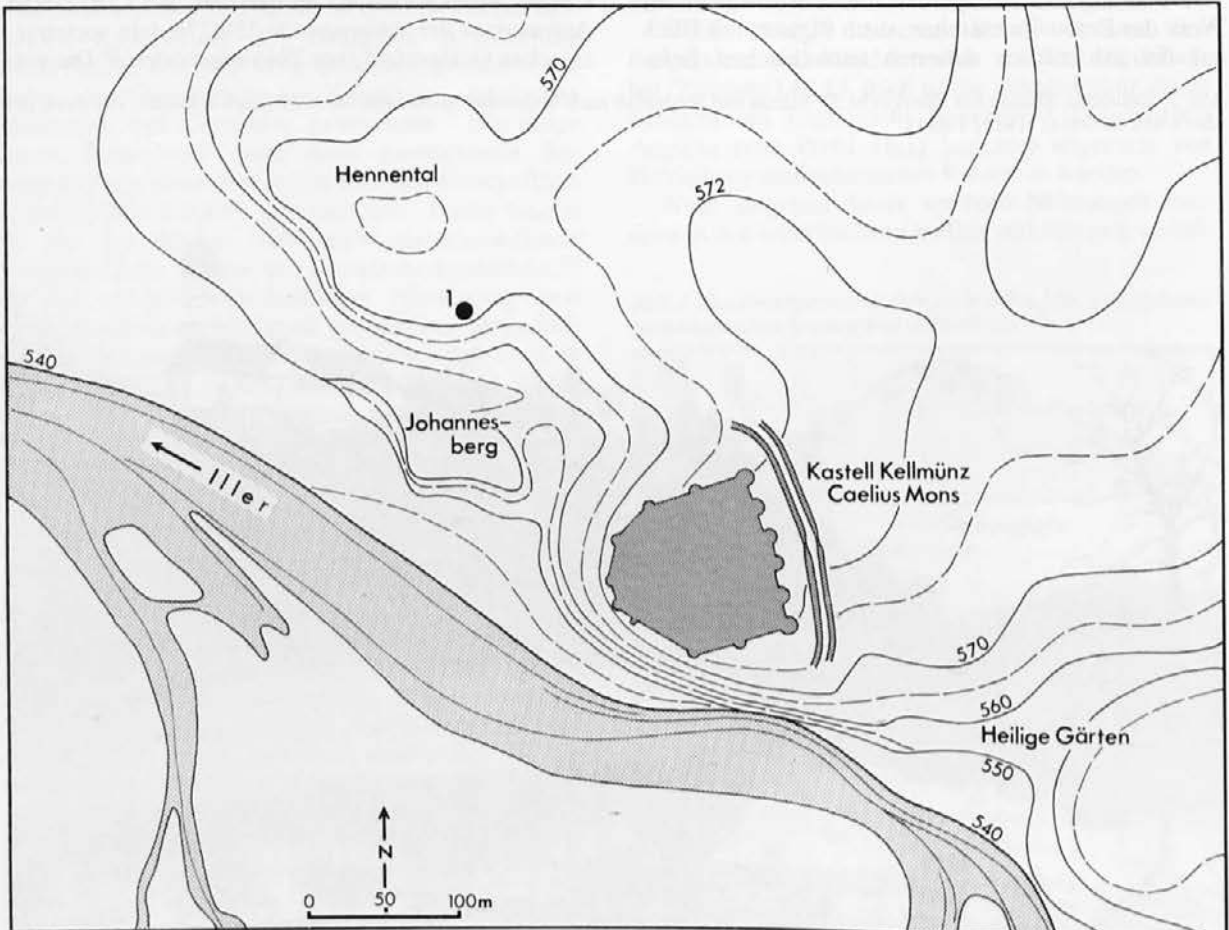 570
572
Hennental
1
540
Johannes-
berg
Iller
Kastell Kellmünz
Caelius Mons
570
560
Heilige Gärten
550
540
N
0 50 100m